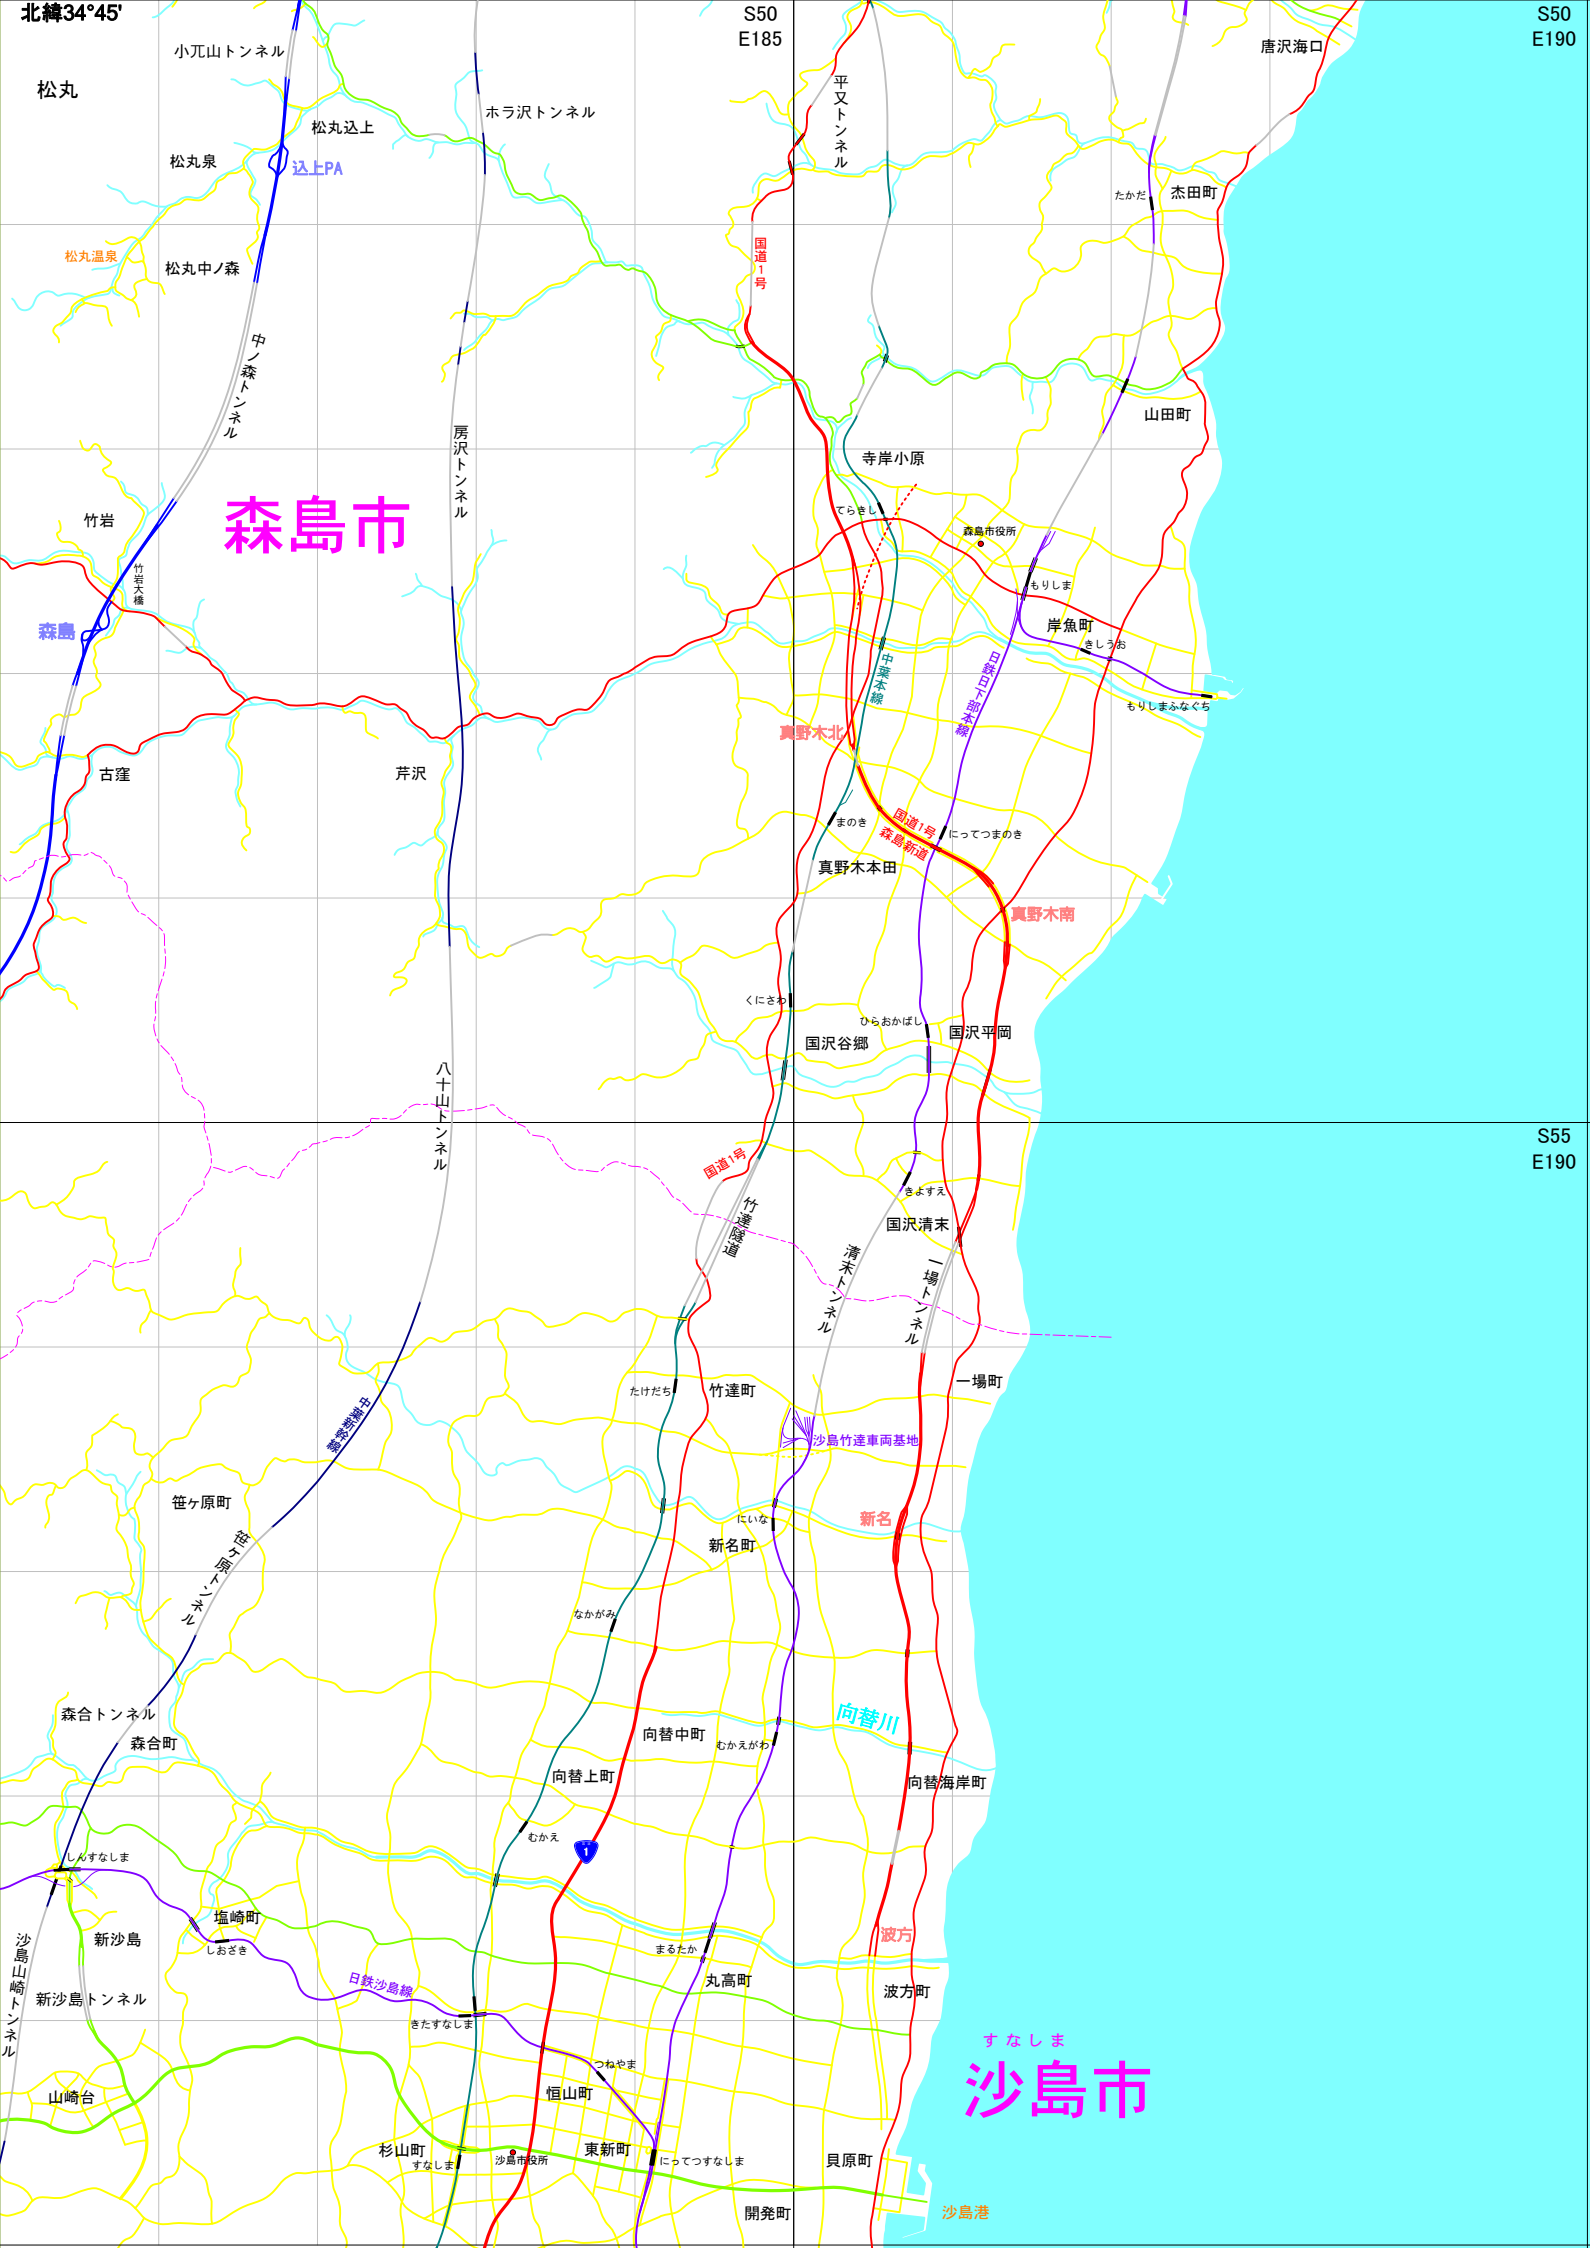 北緯34°45'
S50
E185
S50
E190
小兀山トンネル
唐沢海口
松丸
平又トンネル
ホラ沢トンネル
松丸込上
松丸泉
込上PA
たかだ
杰田町
松丸温泉
松丸中ノ森
国道1号
中ノ森トンネル
山田町
房沢トンネル
寺岸小原
森島市
竹岩
てらきし
森島市役所
竹岩大橋
もりしま
森島
岸魚町
きしうお
中葉本線
日鉄日下部本線
もりしまふなぐち
真野木北
古窪
芹沢
まのき
国道1号
森島新道
にってつまのき
真野木本田
真野木南
くにさわ
ひらおかばし
国沢平岡
国沢谷郷
八十山トンネル
S55
E190
国道1号
きよすえ
竹達隧道
国沢清末
清末トンネル
一場トンネル
たけだち
竹達町
一場町
中葉新幹線
沙島竹達車両基地
笹ヶ原町
にいな
新名
新名町
笹ヶ原トンネル
なかがみ
森合トンネル
向替川
森合町
向替中町
むかえがわ
向替上町
向替海岸町
むかえ
1
しんすなしま
塩崎町
しおざき
新沙島
波方
まるたか
沙島山崎トンネル
日鉄沙島線
丸高町
新沙島トンネル
波方町
きたすなしま
すなしま
沙島市
つねやま
山崎台
恒山町
杉山町
すなしま
沙島市役所
東新町
にってつすなしま
貝原町
開発町
沙島港